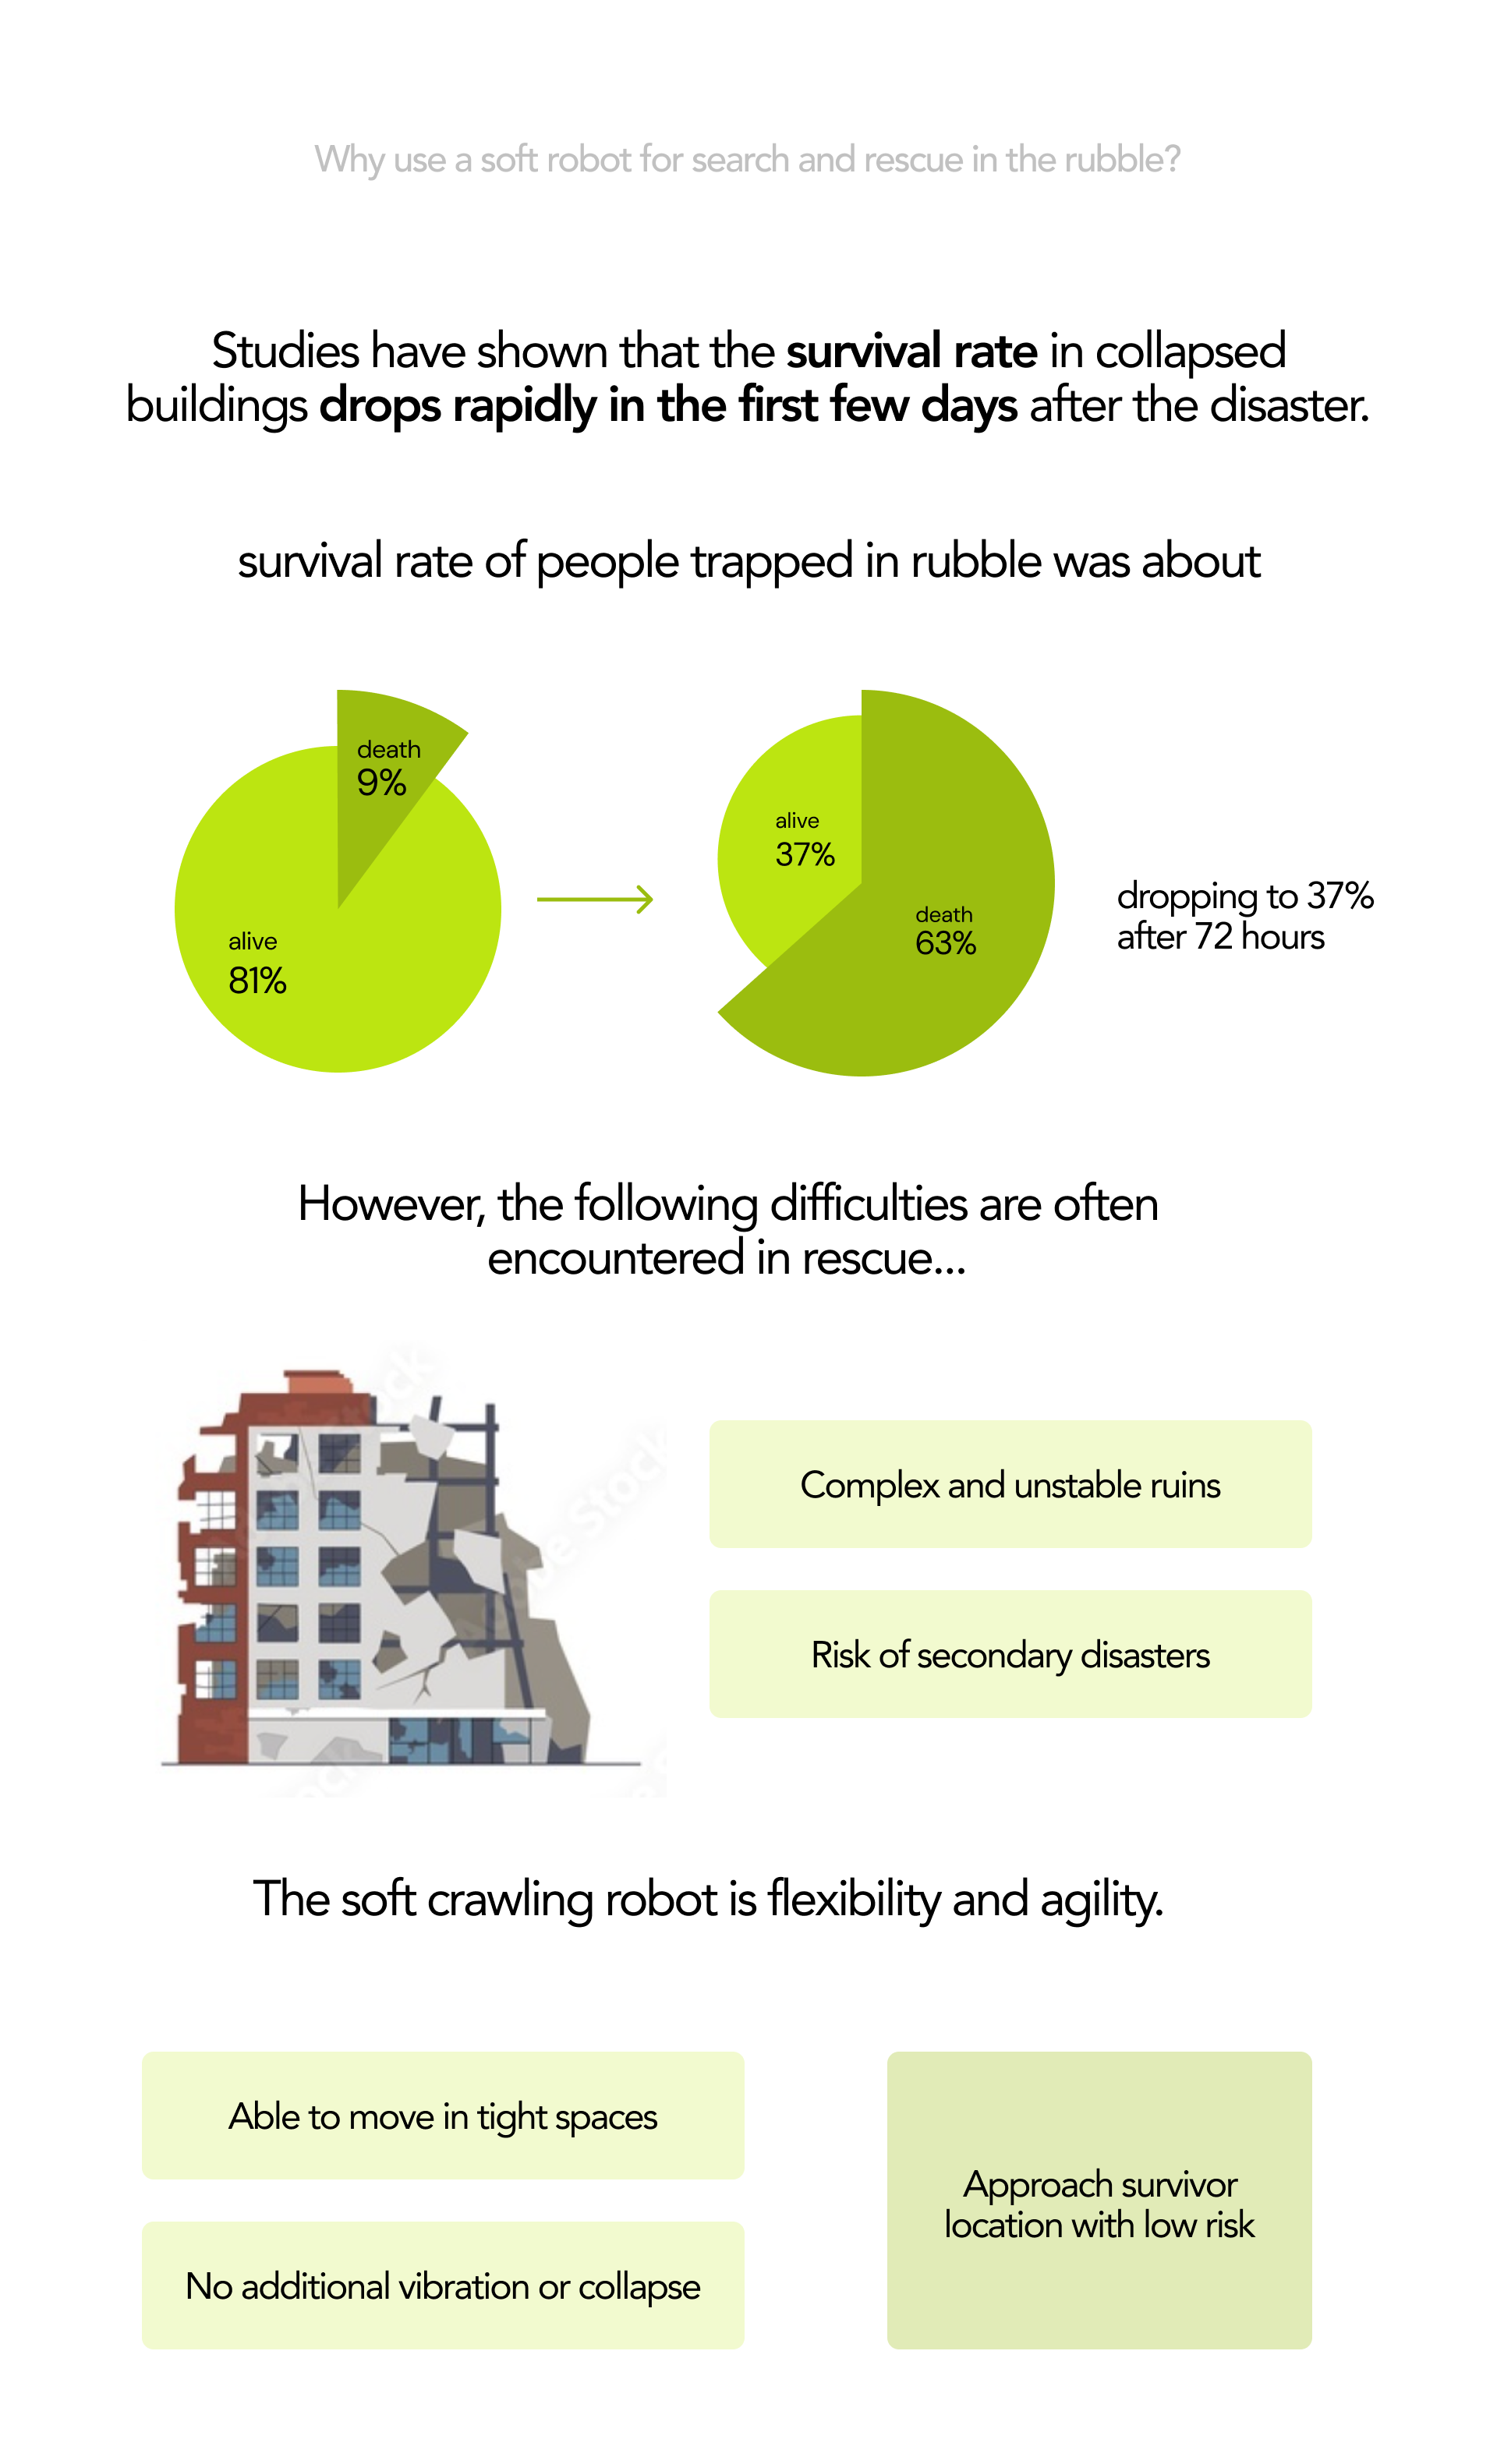 Why use a soft robot for search and rescue in the rubble?
Studies have shown that the survival rate in collapsed
buildings drops rapidly in the first few days after the disaster.
survival rate of people trapped in rubble was about
death
9%
alive
81%
alive
37%
death
63%
dropping to 37%
after 72 hours
However, the following difficulties are often
encountered in rescue...
Adobe Stock
Complex and unstable ruins
Risk of secondary disasters
The soft crawling robot is flexibility and agility.
Able to move in tight spaces
No additional vibration or collapse
Approach survivor
location with low risk